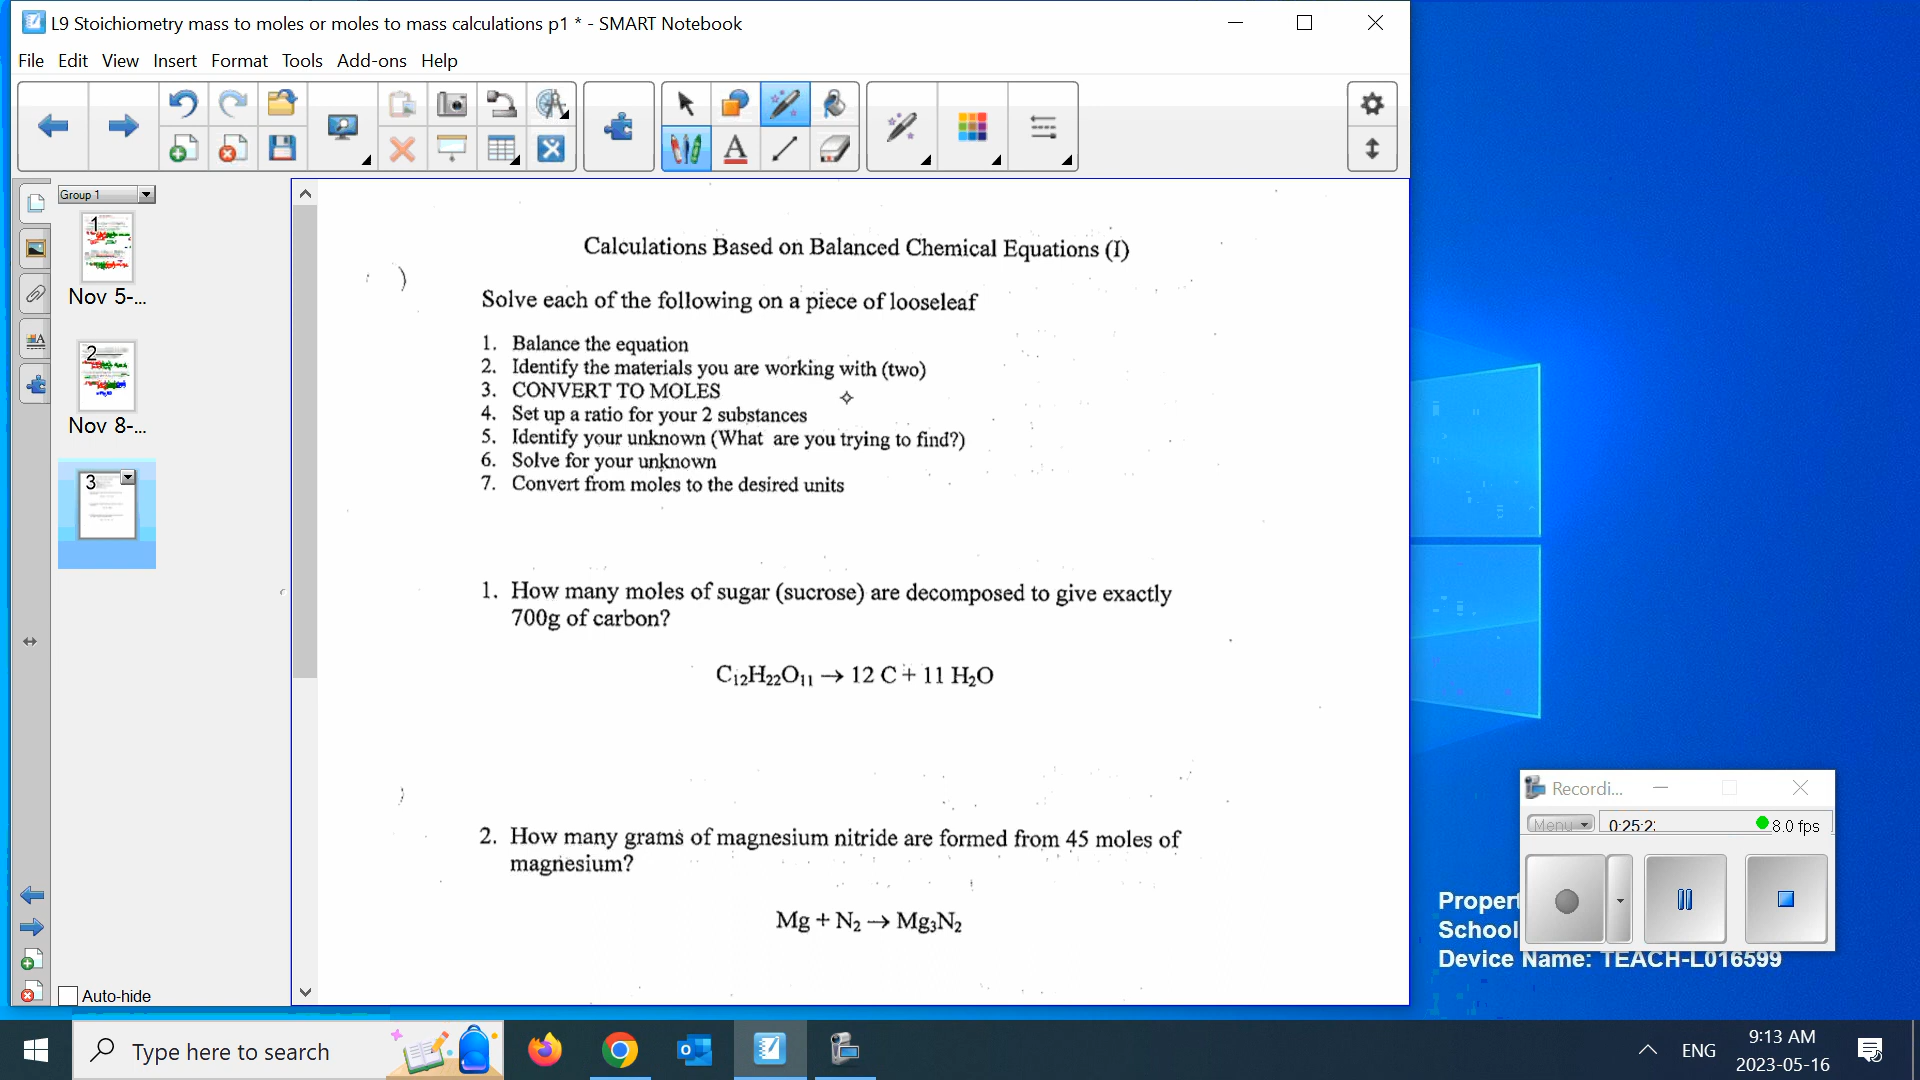 L9 Stoichiometry mass to moles or moles to mass calculations p1 * - SMART Notebook
File Edit View Insert Format Tools Add-ons Help
Group 1
1
Nov 5-...
2
Nov 8-...
3
Auto-hide
Calculations Based on Balanced Chemical Equations (I)
Solve each of the following on a piece of looseleaf
1. Balance the equation
2. Identify the materials you are working with (two)
3. CONVERT TO MOLES
4. Set up a ratio for your 2 substances
5. Identify your unknown (What are you trying to find?)
6. Solve for your unknown
7. Convert from moles to the desired units
1. How many moles of sugar (sucrose) are decomposed to give exactly
700g of carbon?
C₁₂H₂₂O₁₁ → 12 C + 11 H₂O
2. How many grams of magnesium nitride are formed from 45 moles of
magnesium?
Mg + N₂ → Mg₃N₂
Recordi...
Menu
0:25:2
8.0 fps
Propert
School
Device Name: TEACH-L016599
Type here to search
ENG
9:13 AM
2023-05-16